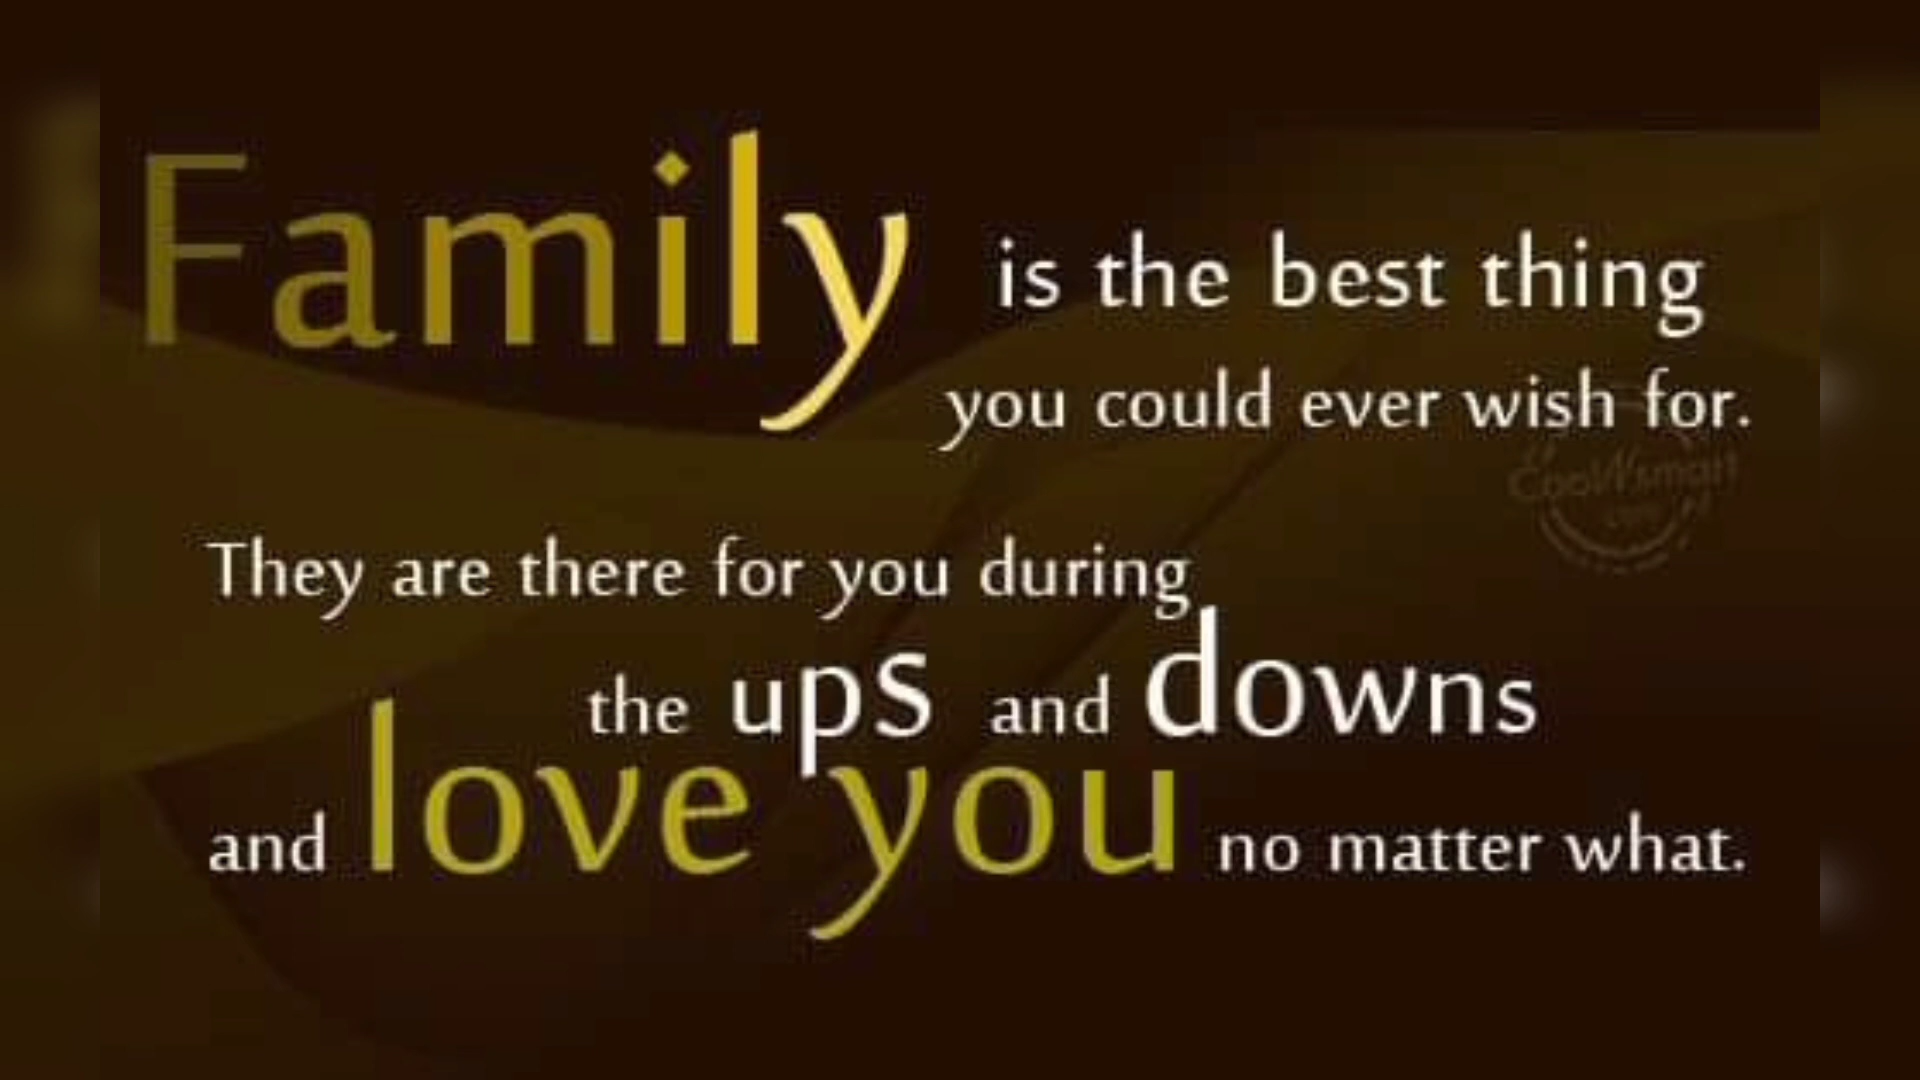 Family is the best thing
you could ever wish for.
They are there for you during
the ups and downs
and love you no matter what.